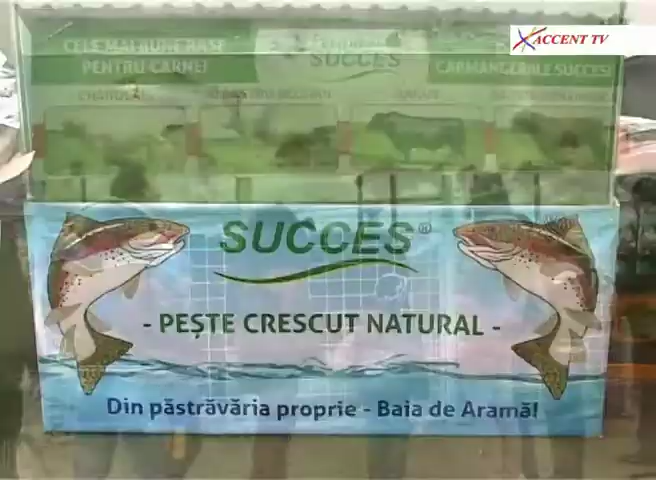 ACCENT TV
CELE MAI BUNE RASE
PENTRU CARNE!
SUCCES
CARMANGERIILE SUCCES!
SUCCES®
- PEȘTE CRESCUT NATURAL -
Din păstrăvăria proprie - Baia de Aramă!